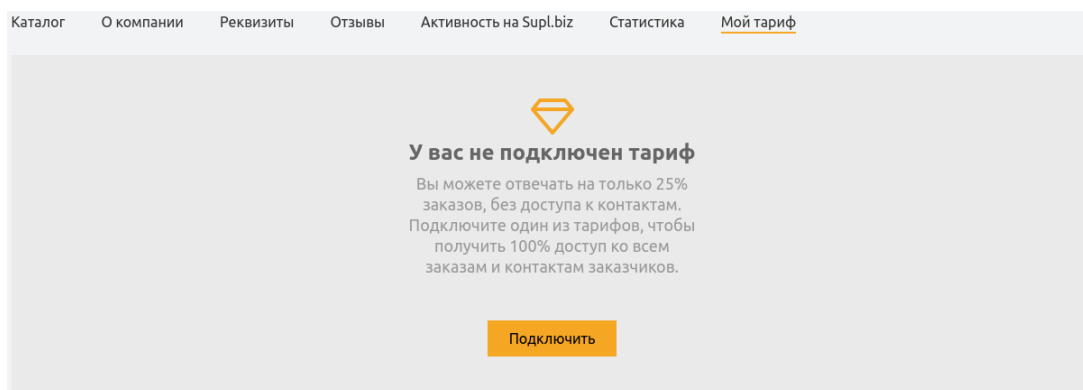 Каталог О компании Реквизиты Отзывы Активность на Supl.biz Статистика Мой тариф
У вас не подключен тариф
Вы можете отвечать на только 25%
заказов, без доступа к контактам.
Подключите один из тарифов, чтобы
получить 100% доступ ко всем
заказам и контактам заказчиков.
Подключить